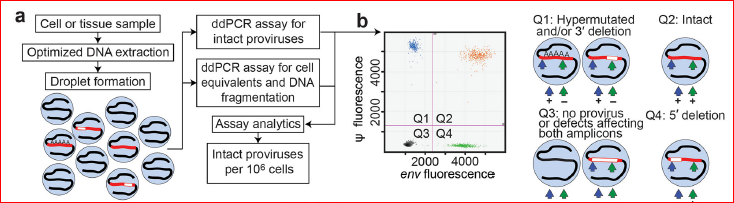 a
Cell or tissue sample
Optimized DNA extraction
Droplet formation
AAAAA
ddPCR assay for
intact proviruses
ddPCR assay for cell
equivalents and DNA
fragmentation
Assay analytics
Intact proviruses
per 10⁶ cells
b
ψ fluorescence
4000
2000
Q1 Q2
Q3 Q4
2000 4000
env fluorescence
Q1: Hypermutated
and/or 3′ deletion
AAAAA
+ – + –
Q2: Intact
+ +
Q3: no provirus
or defects affecting
both amplicons
Q4: 5′ deletion